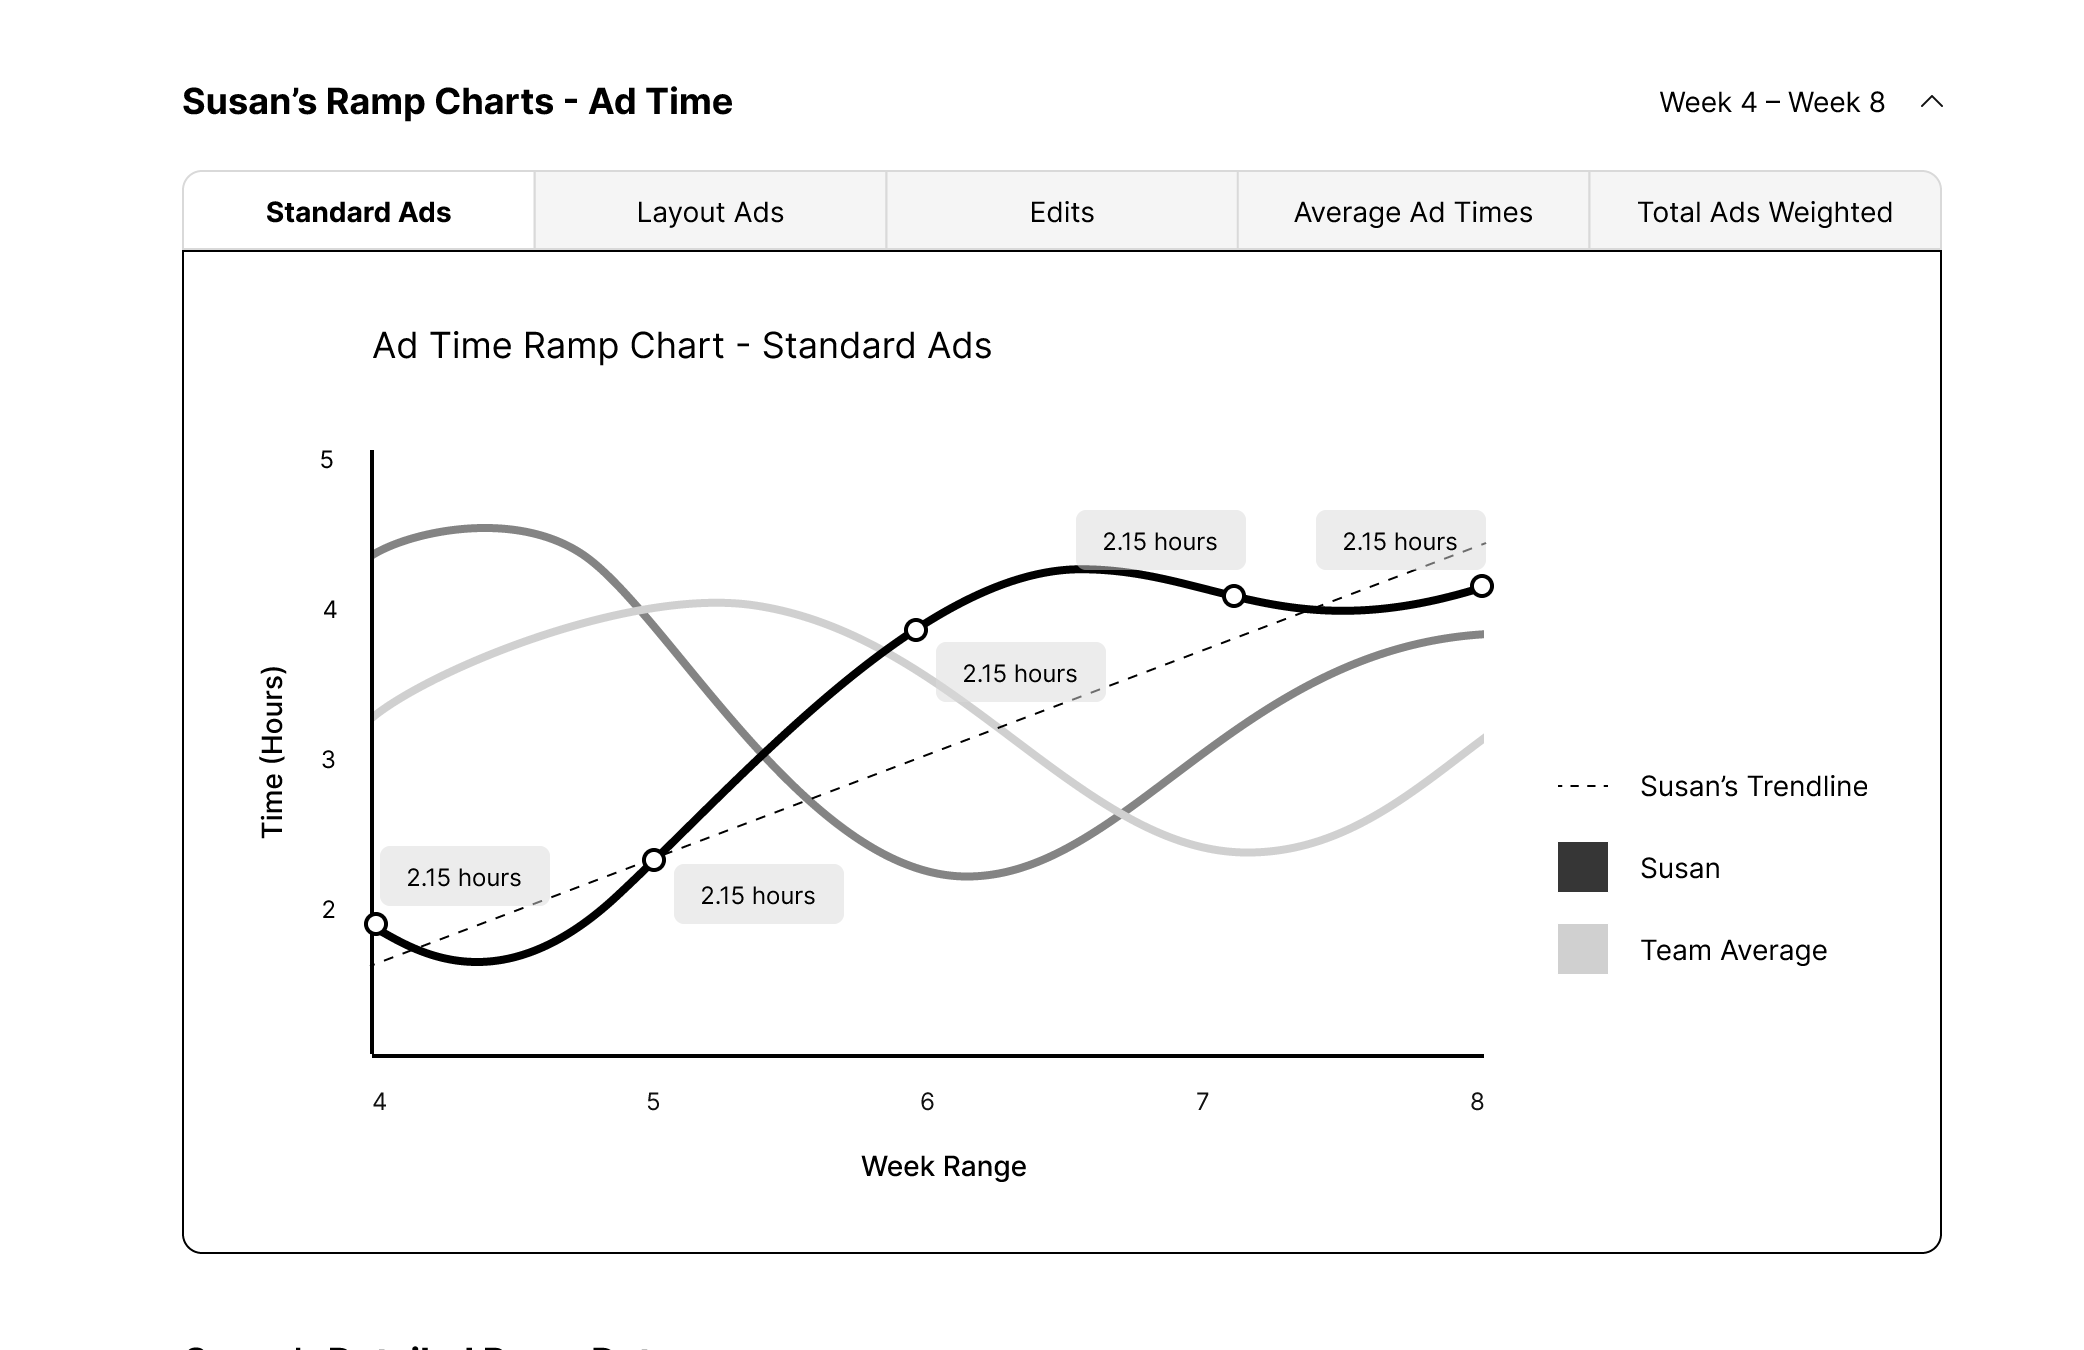 Susan’s Ramp Charts - Ad Time
Week 4 – Week 8
Standard Ads
Layout Ads
Edits
Average Ad Times
Total Ads Weighted
Ad Time Ramp Chart - Standard Ads
5
4
3
2
Time (Hours)
2.15 hours
2.15 hours
2.15 hours
2.15 hours
2.15 hours
Susan’s Trendline
Susan
Team Average
4
5
6
7
8
Week Range